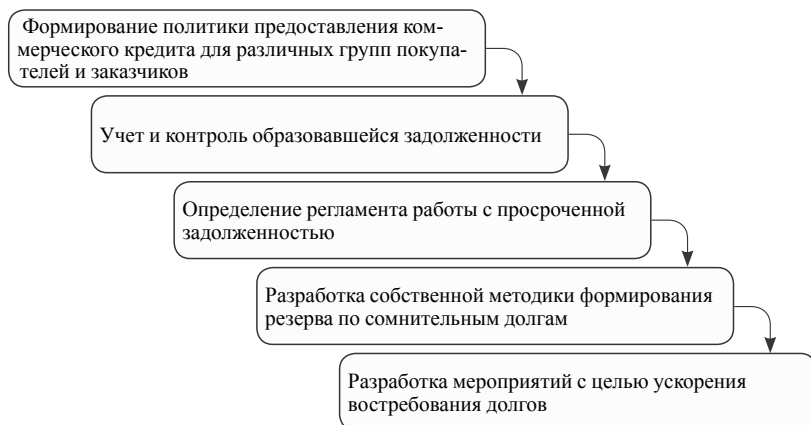 Формирование политики предоставления ком-
мерческого кредита для различных групп покупа-
телей и заказчиков
Учет и контроль образовавшейся задолженности
Определение регламента работы с просроченной
задолженностью
Разработка собственной методики формирования
резерва по сомнительным долгам
Разработка мероприятий с целью ускорения
востребования долгов